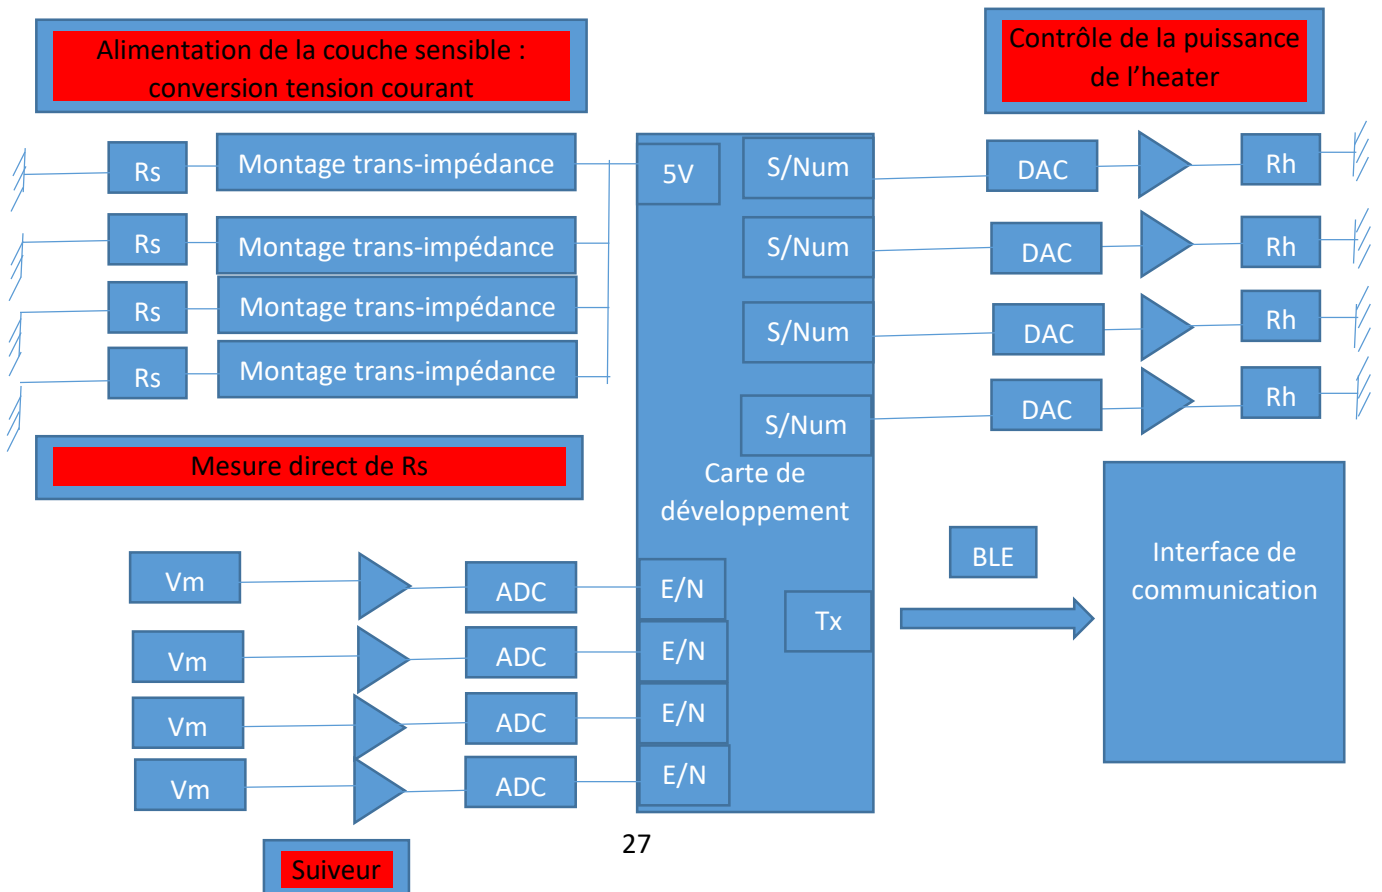 Alimentation de la couche sensible :
conversion tension courant
Contrôle de la puissance
de l’heater
Rs
Montage trans-impédance
5V
S/Num
DAC
Rh
Rs
Montage trans-impédance
S/Num
DAC
Rh
Rs
Montage trans-impédance
S/Num
DAC
Rh
Rs
Montage trans-impédance
S/Num
DAC
Rh
Mesure direct de Rs
Carte de
développement
Vm
ADC
E/N
Vm
ADC
E/N
Vm
ADC
E/N
Vm
ADC
E/N
Tx
BLE
Interface de
communication
Suiveur
27